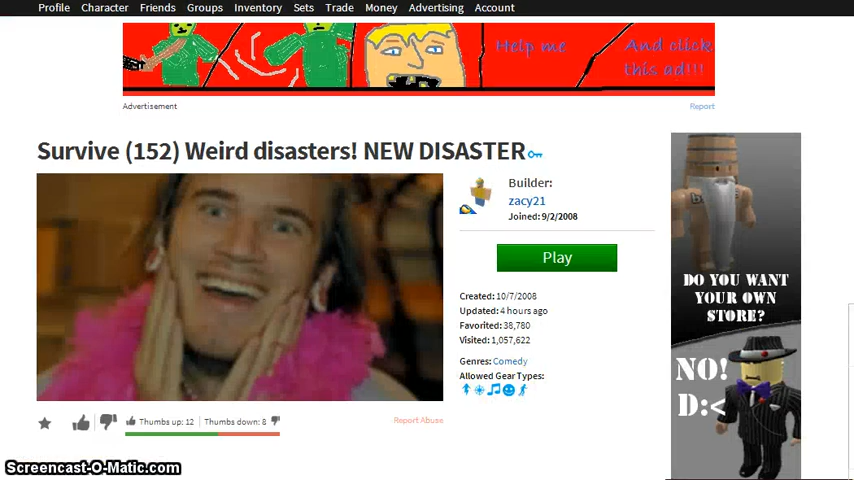 Profile Character Friends Groups Inventory Sets Trade Money Advertising Account
Help me And click
this ad!!!
Advertisement Report
Survive (152) Weird disasters! NEW DISASTER
Builder:
zacy21
Joined: 9/2/2008
Play
Created: 10/7/2008
Updated: 4 hours ago
Favorited: 38,780
Visited: 1,057,622
Genres: Comedy
Allowed Gear Types:
Thumbs up: 12 | Thumbs down: 8
Report Abuse
DO YOU WANT
YOUR OWN
STORE?
NO!
D:<
Screencast-O-Matic.com